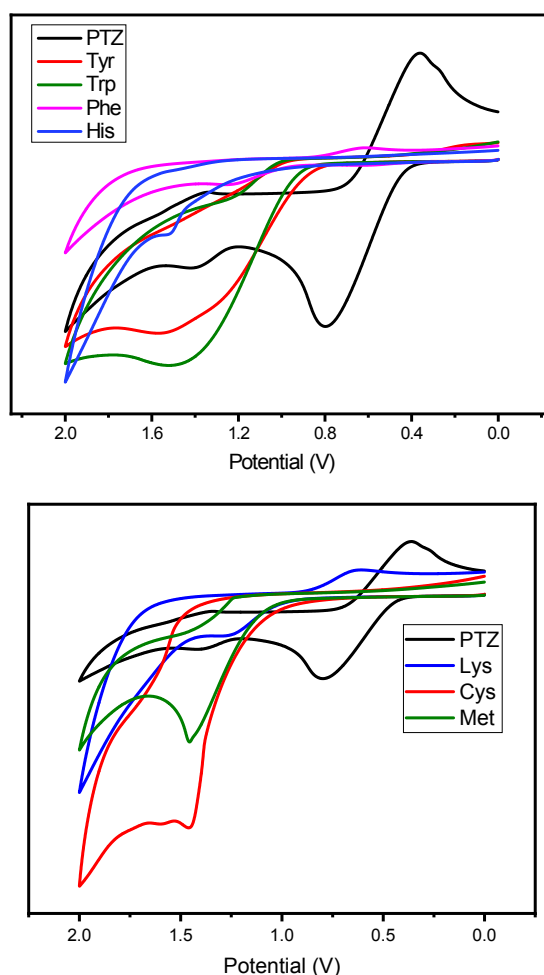 PTZ
Tyr
Trp
Phe
His
2.0 1.6 1.2 0.8 0.4 0.0
Potential (V)
PTZ
Lys
Cys
Met
2.0 1.5 1.0 0.5 0.0
Potential (V)